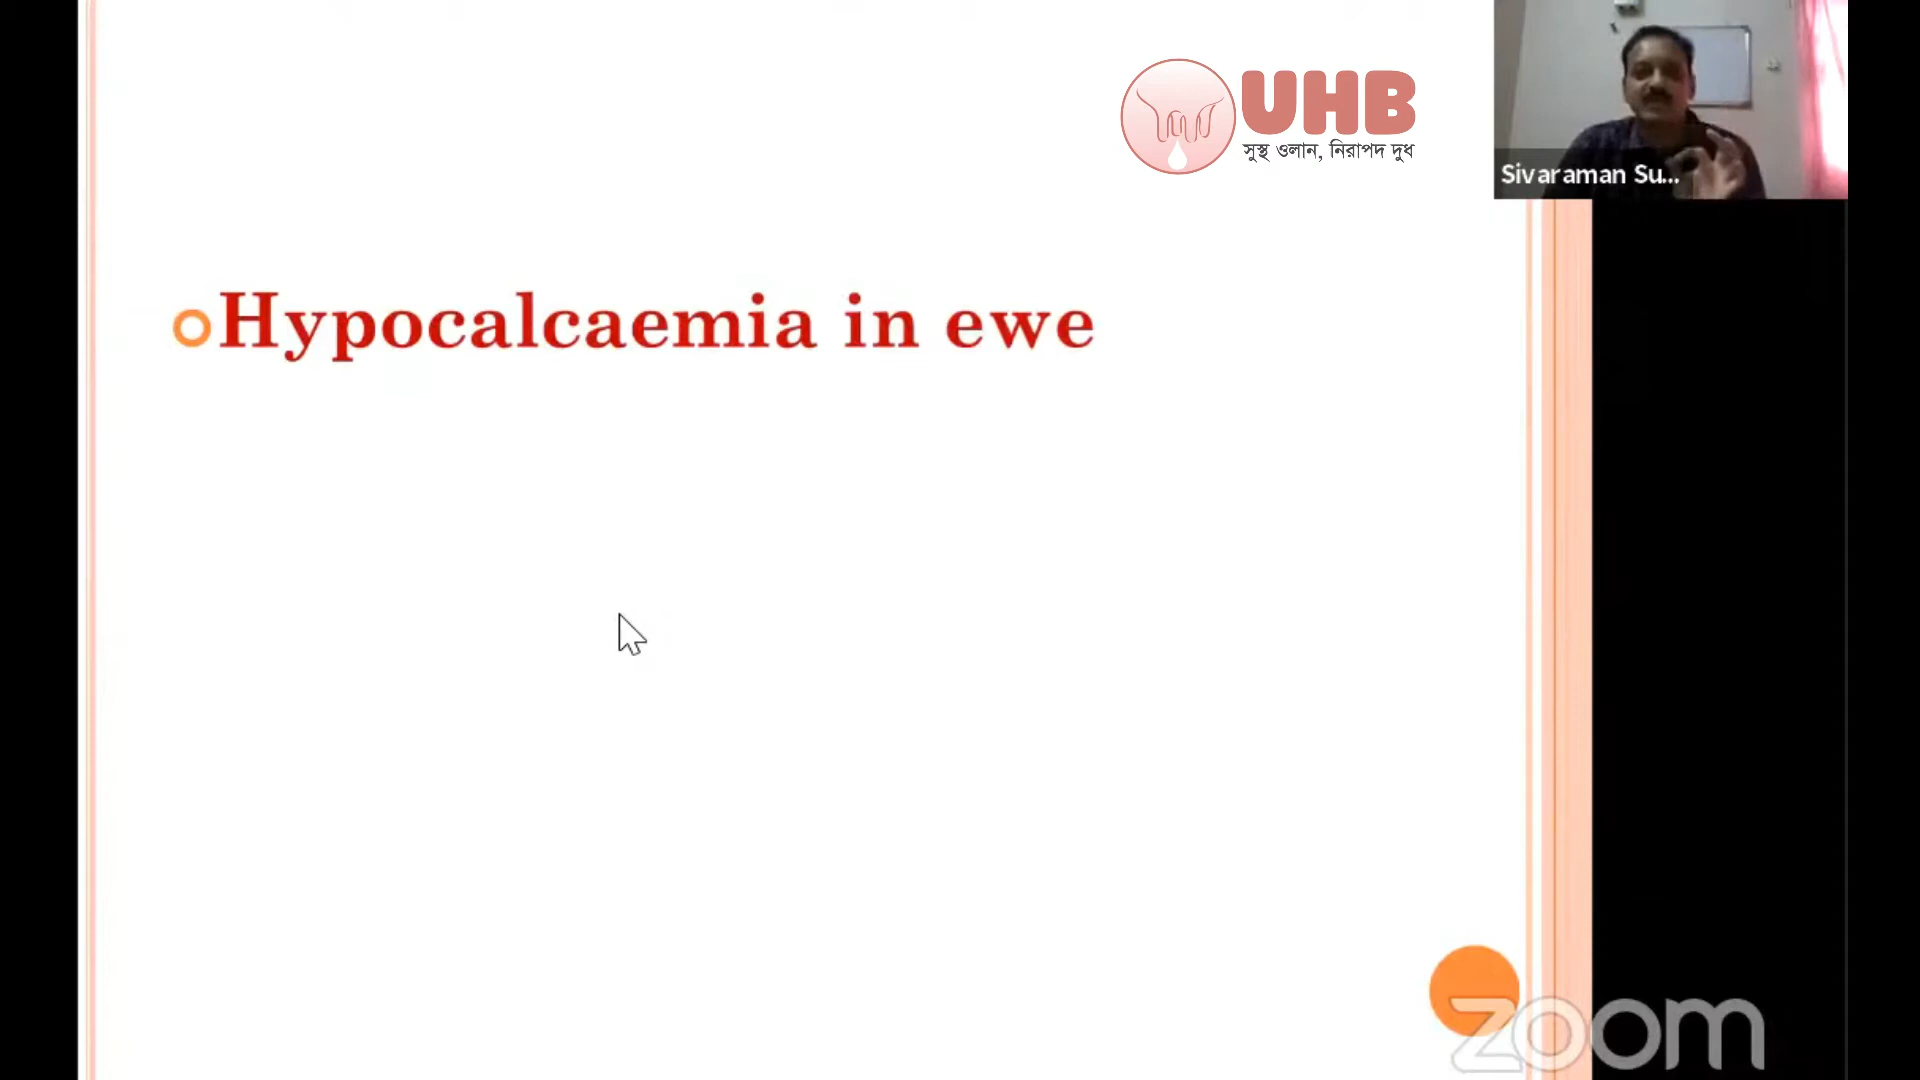 UHB
সুস্থ ওলান, নিরাপদ দুধ
Sivaraman Su...
Hypocalcaemia in ewe
zoom